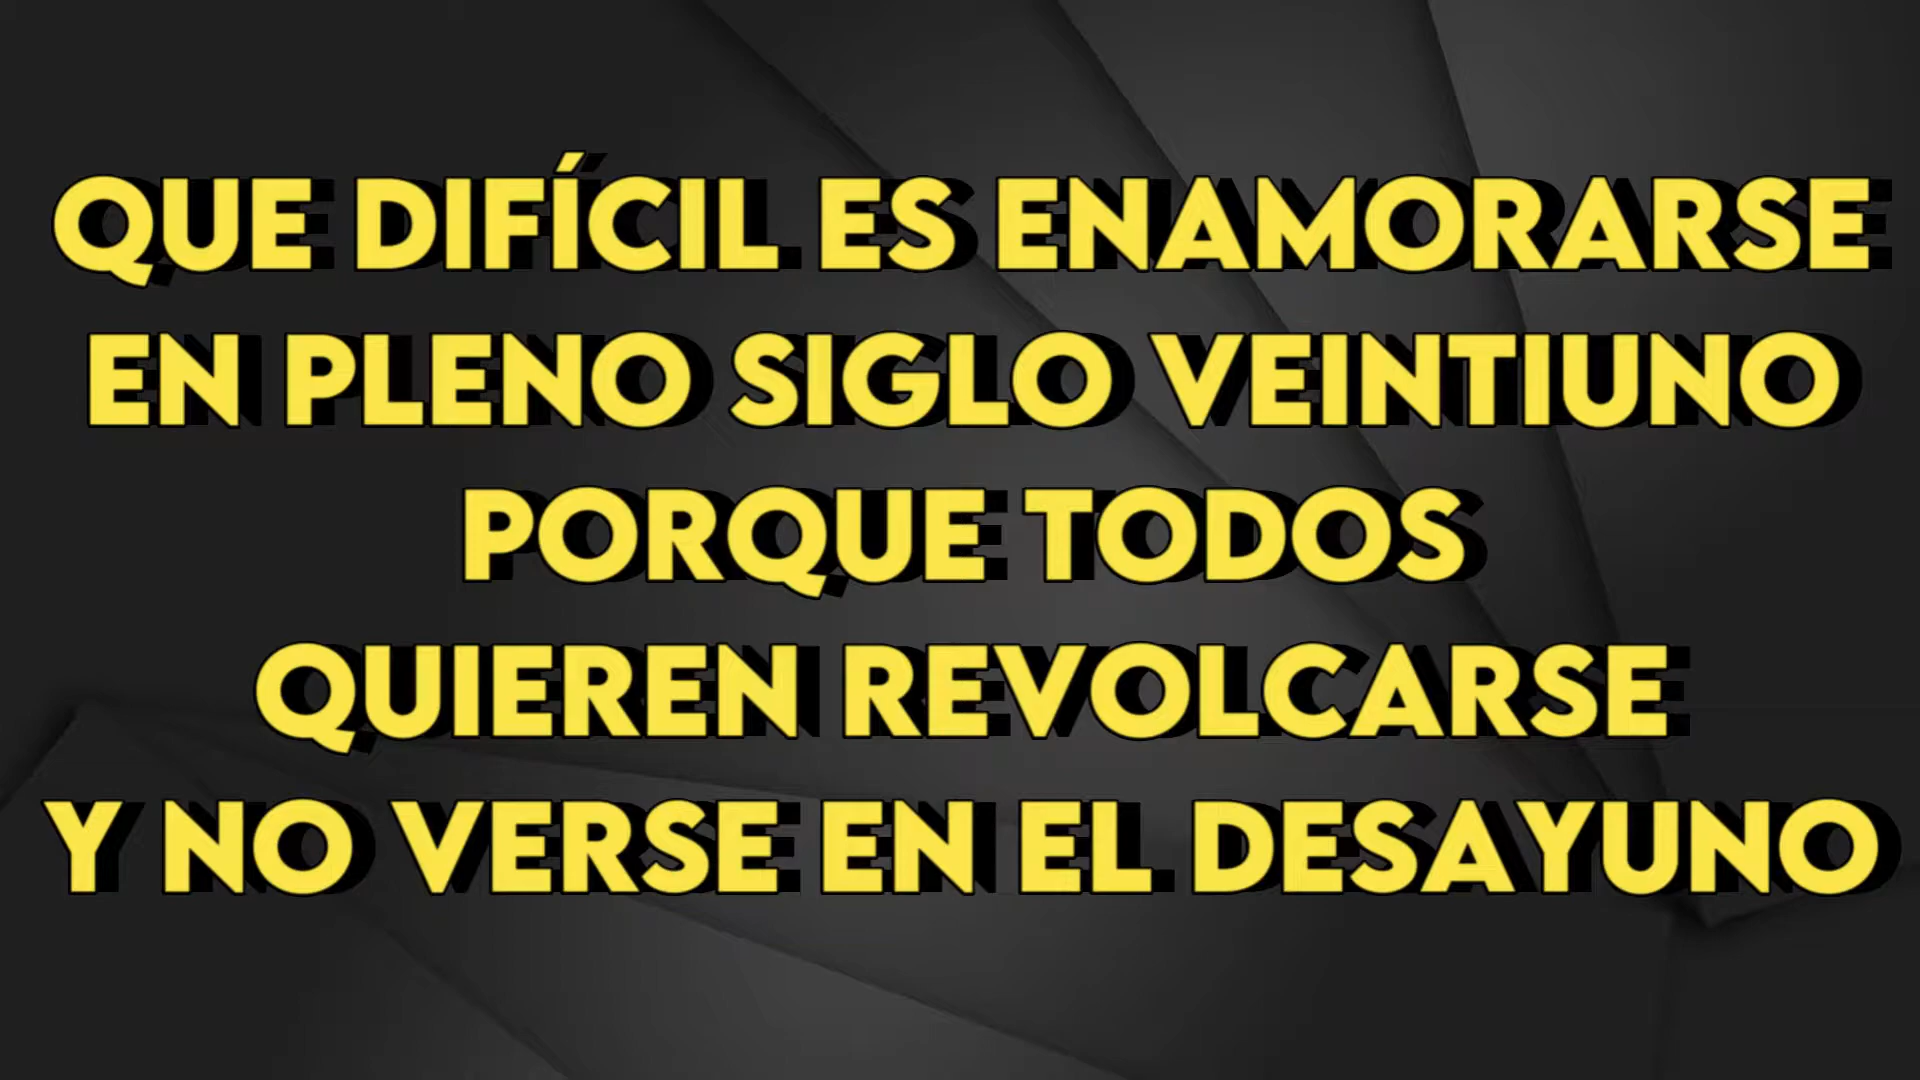 QUE DIFÍCIL ES ENAMORARSE
EN PLENO SIGLO VEINTIUNO
PORQUE TODOS
QUIEREN REVOLCARSE
Y NO VERSE EN EL DESAYUNO